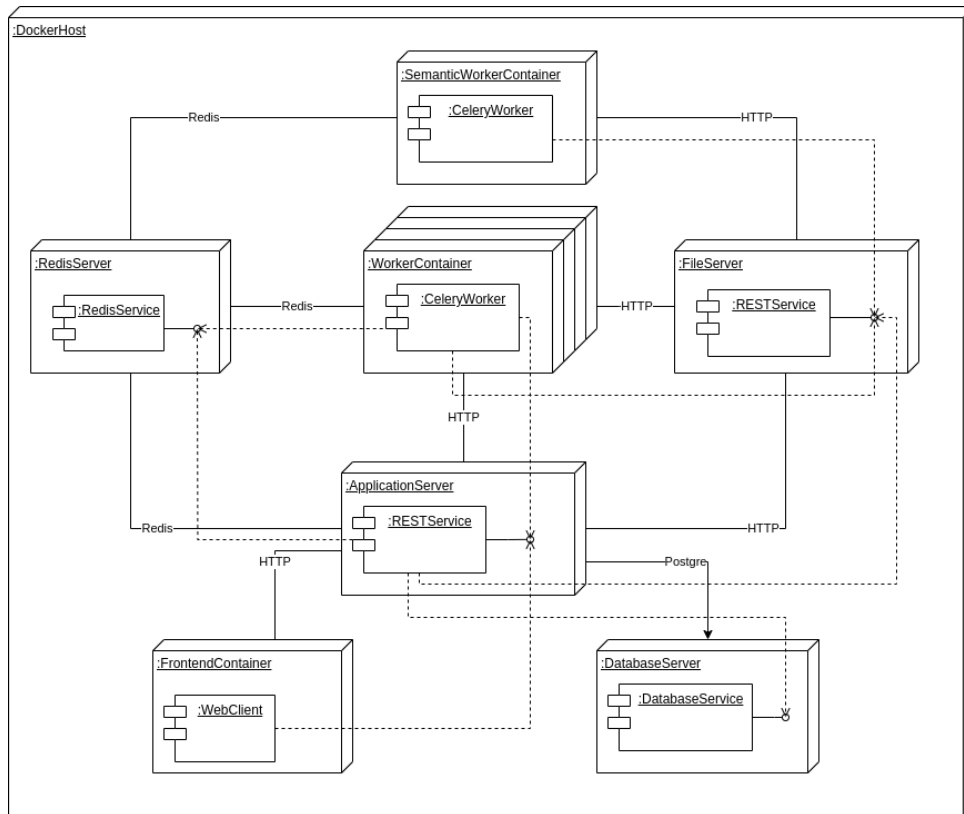 :DockerHost
:SemanticWorkerContainer
:CeleryWorker
Redis
HTTP
:RedisServer
:WorkerContainer
:FileServer
:RedisService
:CeleryWorker
:RESTService
Redis
HTTP
HTTP
:ApplicationServer
:RESTService
Redis
HTTP
HTTP
Postgre
:FrontendContainer
:DatabaseServer
:WebClient
:DatabaseService